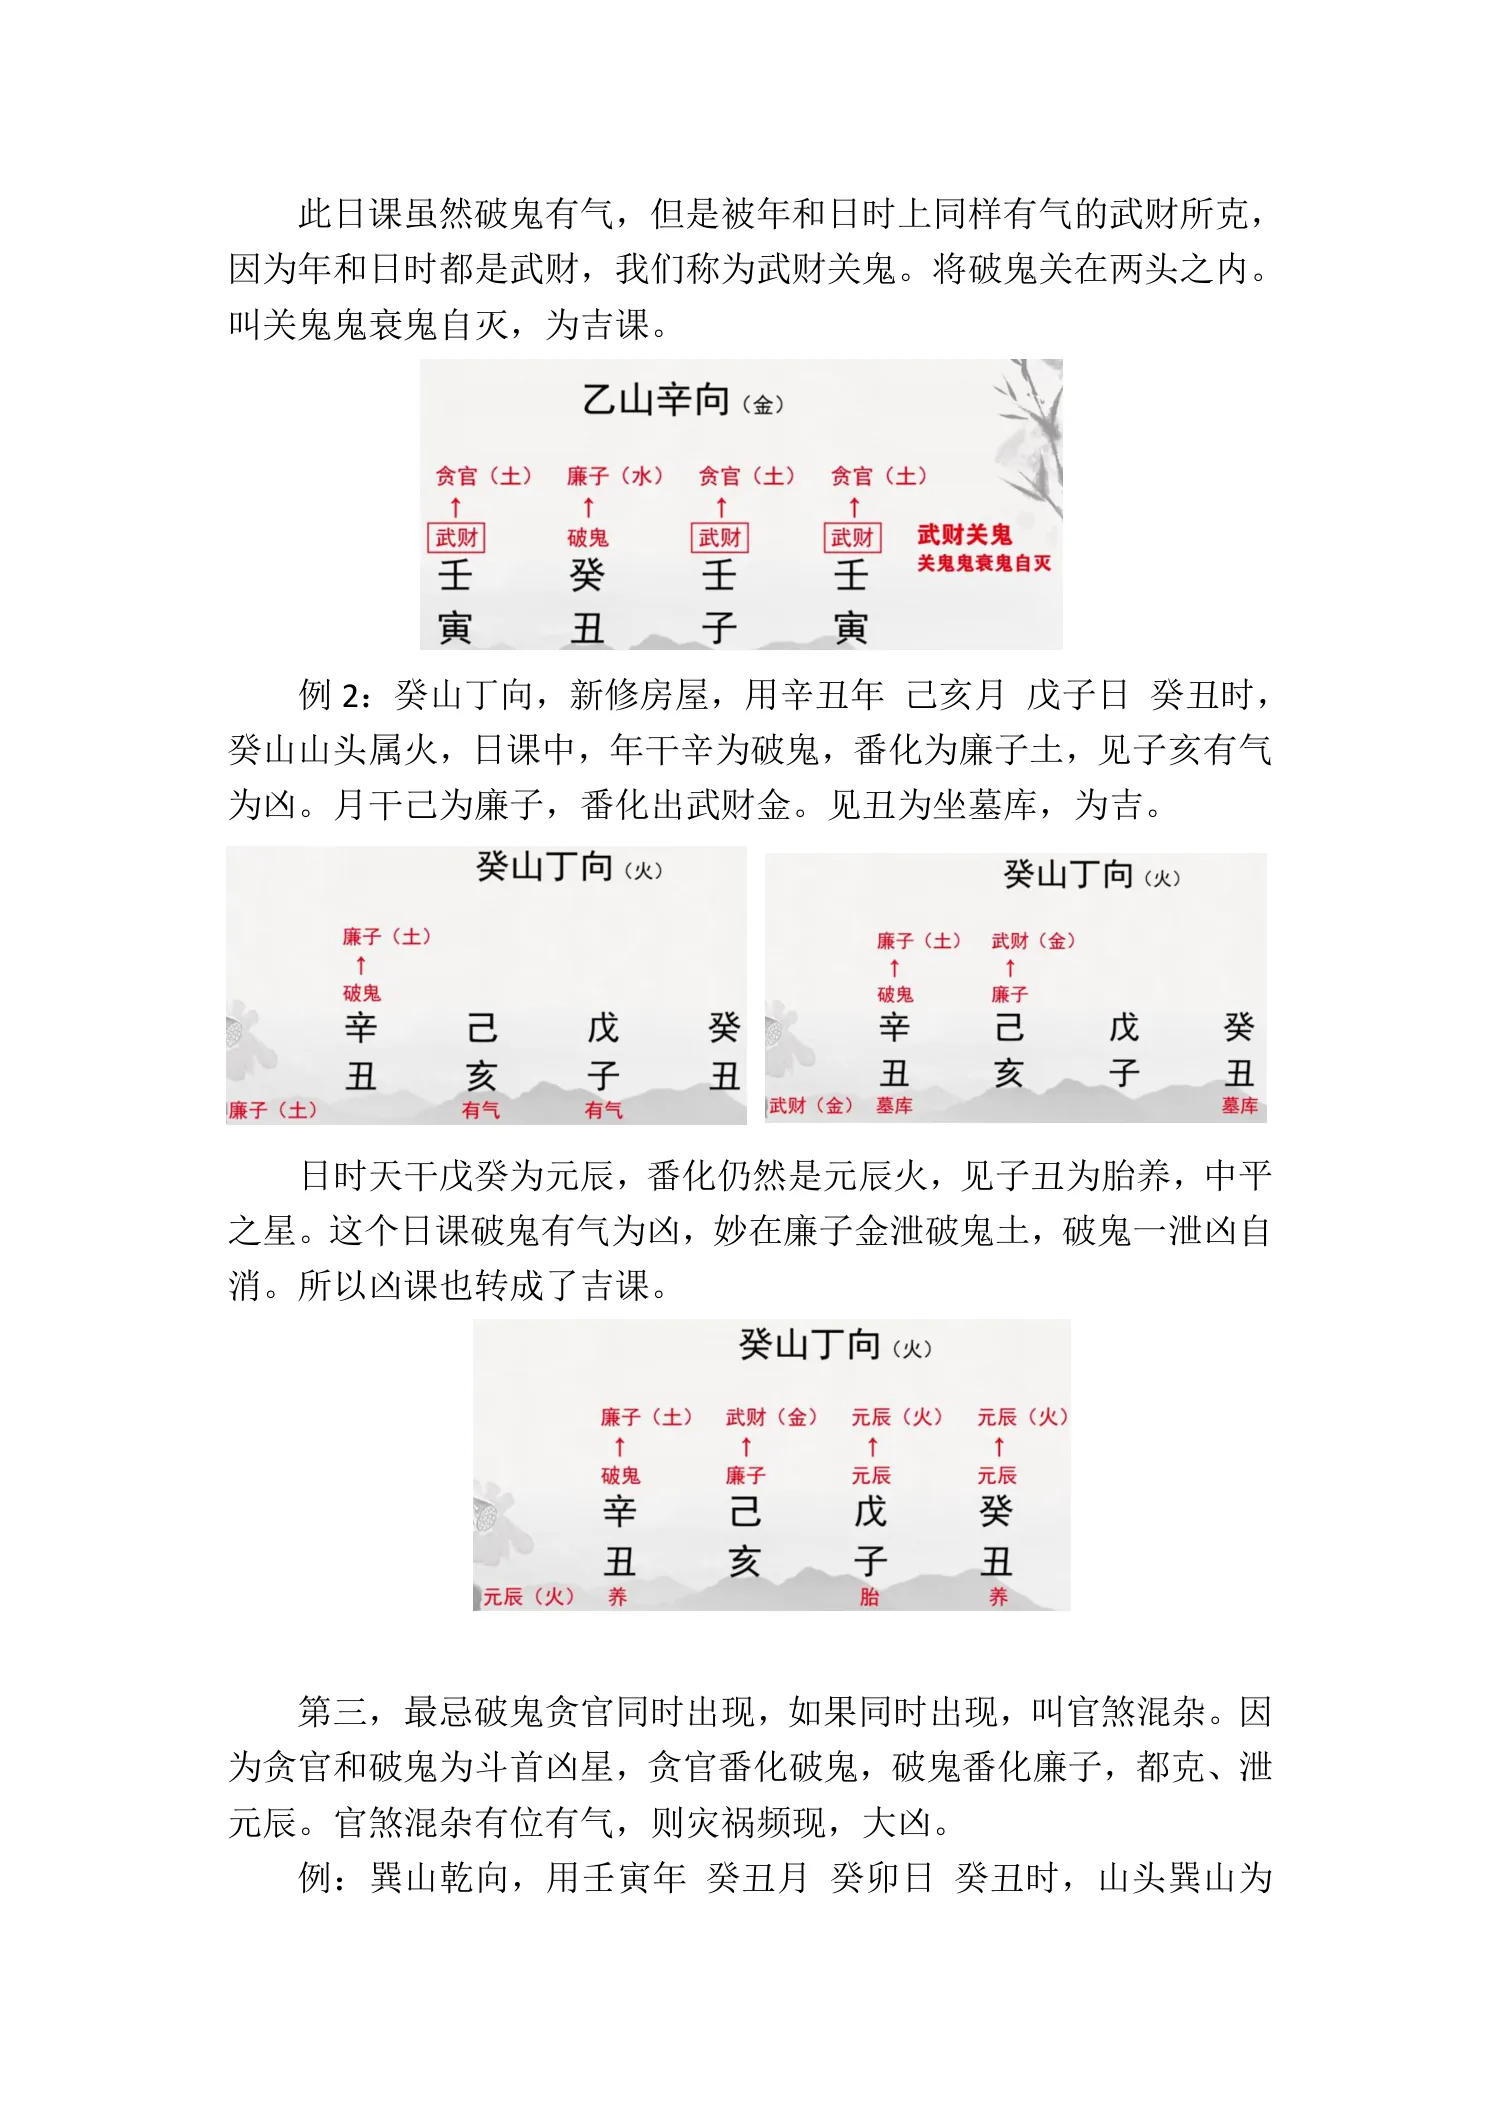 此日课虽然破鬼有气，但是被年和日时上同样有气的武财所克，
因为年和日时都是武财，我们称为武财关鬼。将破鬼关在两头之内。
叫关鬼鬼衰鬼自灭，为吉课。
乙山辛向（金）
贪官（土） 廉子（水） 贪官（土） 贪官（土）
↑ ↑ ↑ ↑
武财 破鬼 武财 武财 武财关鬼
关鬼鬼衰鬼自灭
壬 癸 壬 壬
寅 丑 子 寅
例 2：癸山丁向，新修房屋，用辛丑年 己亥月 戊子日 癸丑时，
癸山山头属火，日课中，年干辛为破鬼，番化为廉子土，见子亥有气
为凶。月干己为廉子，番化出武财金。见丑为坐墓库，为吉。
癸山丁向（火）
廉子（土）
↑
破鬼
辛 己 戊 癸
丑 亥 子 丑
廉子（土） 有气 有气
癸山丁向（火）
廉子（土） 武财（金）
↑ ↑
破鬼 廉子
辛 己 戊 癸
丑 亥 子 丑
武财（金） 墓库 墓库
日时天干戊癸为元辰，番化仍然是元辰火，见子丑为胎养，中平
之星。这个日课破鬼有气为凶，妙在廉子金泄破鬼土，破鬼一泄凶自
消。所以凶课也转成了吉课。
癸山丁向（火）
廉子（土） 武财（金） 元辰（火） 元辰（火）
↑ ↑ ↑ ↑
破鬼 廉子 元辰 元辰
辛 己 戊 癸
丑 亥 子 丑
元辰（火） 养 胎 养
第三，最忌破鬼贪官同时出现，如果同时出现，叫官煞混杂。因
为贪官和破鬼为斗首凶星，贪官番化破鬼，破鬼番化廉子，都克、泄
元辰。官煞混杂有位有气，则灾祸频现，大凶。
例：巽山乾向，用壬寅年 癸丑月 癸卯日 癸丑时，山头巽山为